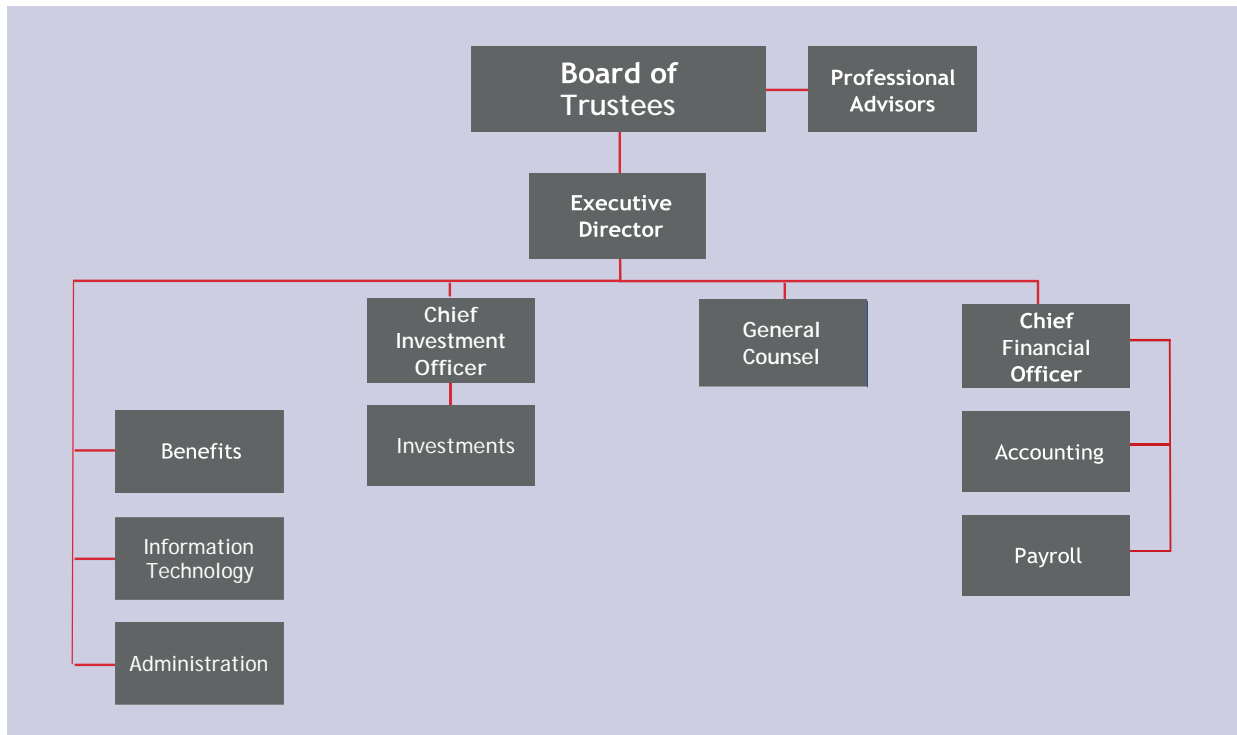 Board of
Trustees
Professional
Advisors
Executive
Director
Chief
Investment
Officer
General
Counsel
Chief
Financial
Officer
Benefits
Investments
Accounting
Information
Technology
Payroll
Administration